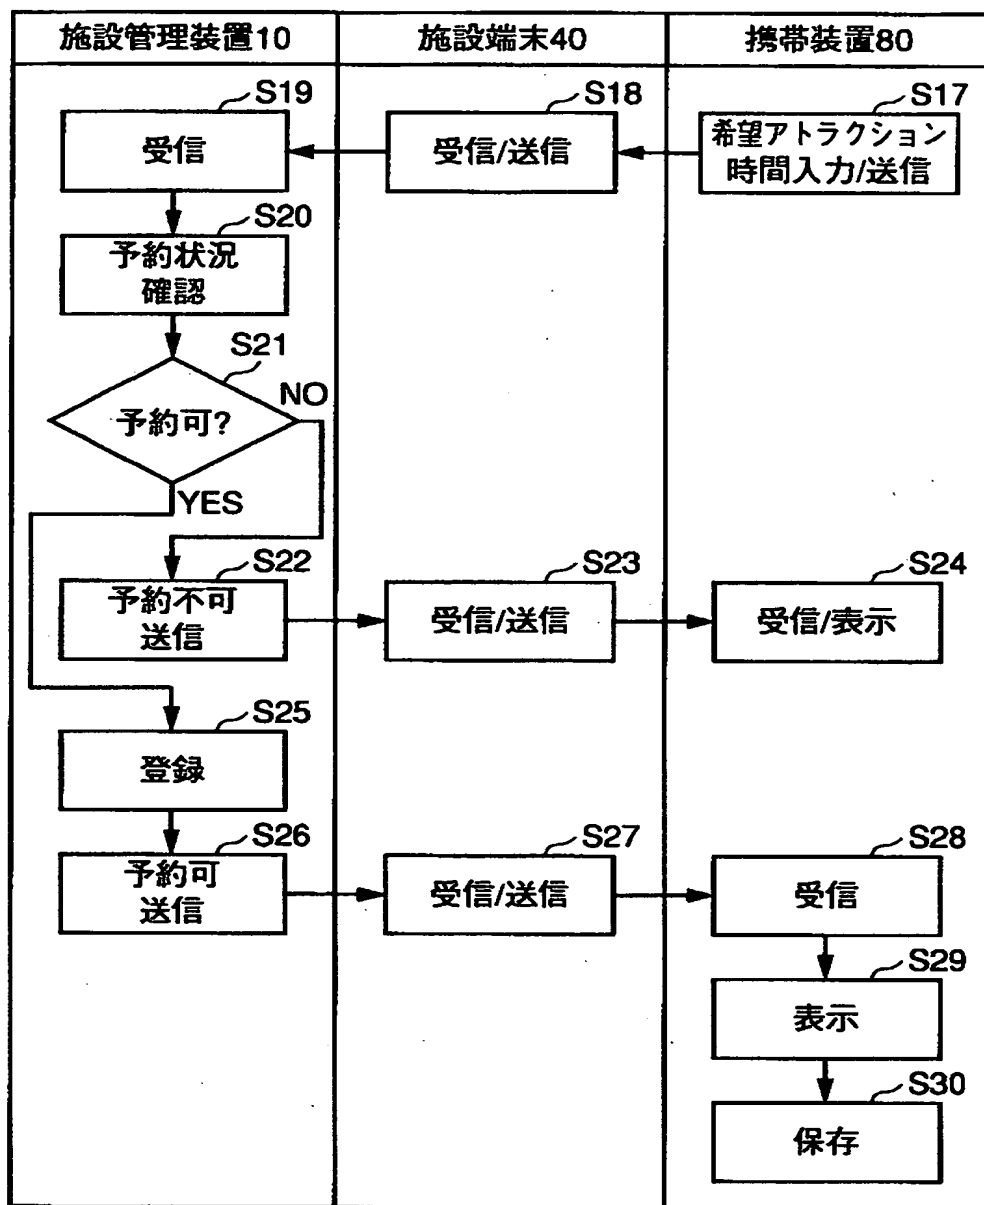 施設管理装置10
施設端末40
携帯装置80
S19
受信
S18
受信/送信
S17
希望アトラクション
時間入力/送信
S20
予約状況
確認
S21
予約可?
NO
YES
S22
予約不可
送信
S23
受信/送信
S24
受信/表示
S25
登録
S26
予約可
送信
S27
受信/送信
S28
受信
S29
表示
S30
保存